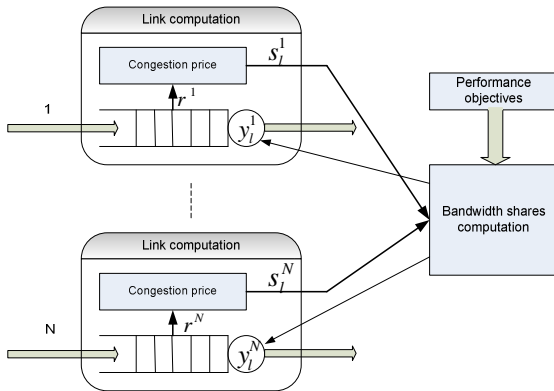 Link computation
Congestion price
s_l^1
r^1
1
y_l^1
Performance
objectives
Bandwidth shares
computation
Link computation
Congestion price
s_l^N
r^N
N
y_l^N